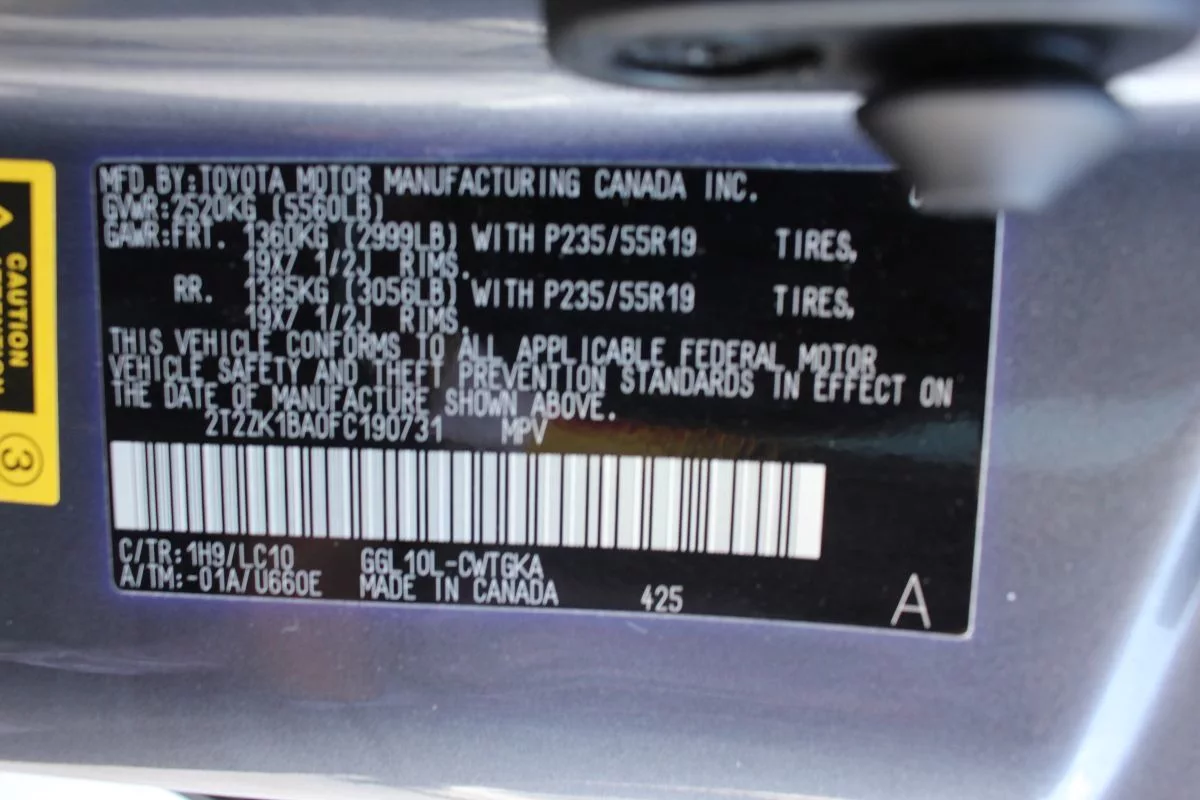 MFD.BY:TOYOTA MOTOR MANUFACTURING CANADA INC.
GVWR:2520KG (5560LB)
GAWR:FRT. 1360KG (2999LB) WITH P235/55R19 TIRES,
19X7 1/2J RIMS.
RR. 1385KG (3056LB) WITH P235/55R19 TIRES,
19X7 1/2J RIMS.
THIS VEHICLE CONFORMS TO ALL APPLICABLE FEDERAL MOTOR
VEHICLE SAFETY AND THEFT PREVENTION STANDARDS IN EFFECT ON
THE DATE OF MANUFACTURE SHOWN ABOVE.
2T2ZK1BA0FC190731 MPV
C/TR:1H9/LC10 GGL10L-CWTGKA
A/TM:-01A/U660E MADE IN CANADA 425
A
CAUTION
3